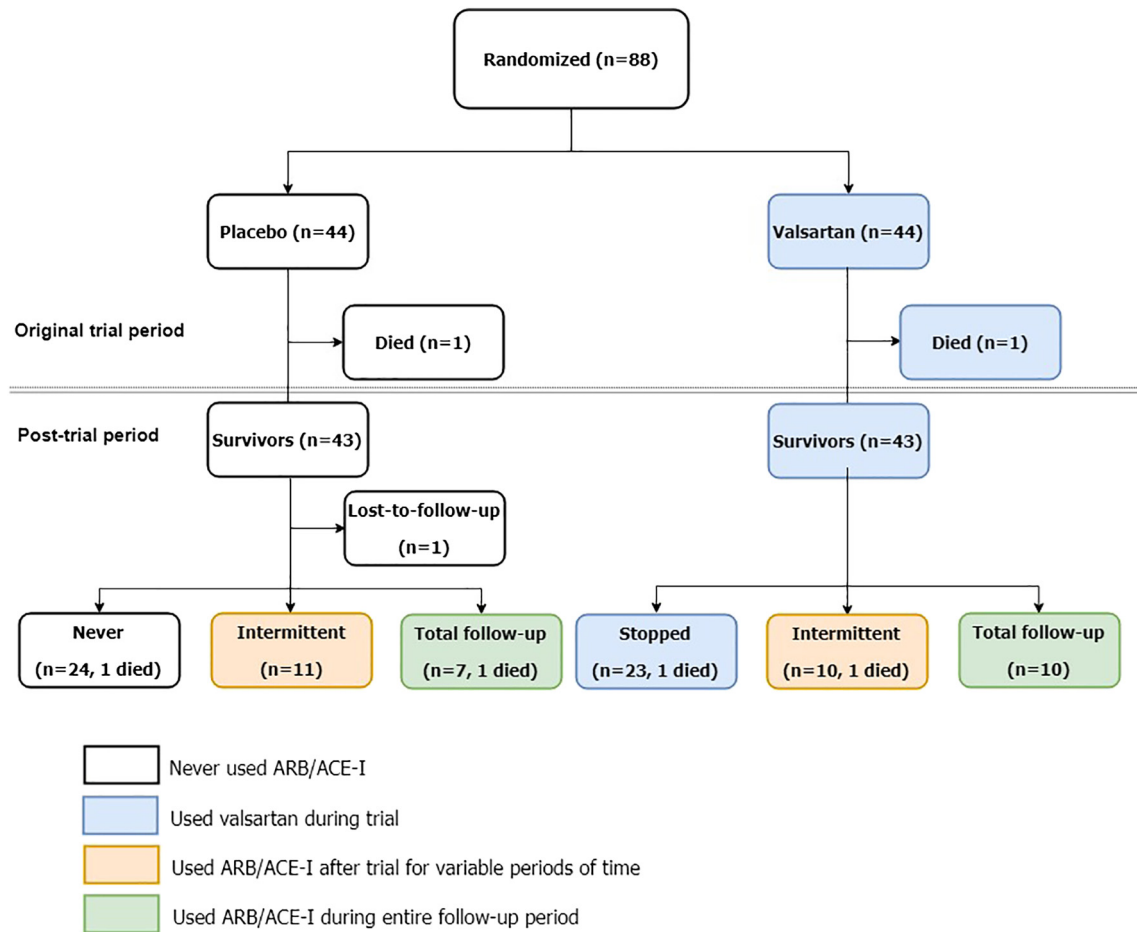 Randomized (n=88)
Placebo (n=44)
Valsartan (n=44)
Original trial period
Died (n=1)
Died (n=1)
Post-trial period
Survivors (n=43)
Survivors (n=43)
Lost-to-follow-up
(n=1)
Never
(n=24, 1 died)
Intermittent
(n=11)
Total follow-up
(n=7, 1 died)
Stopped
(n=23, 1 died)
Intermittent
(n=10, 1 died)
Total follow-up
(n=10)
Never used ARB/ACE-I
Used valsartan during trial
Used ARB/ACE-I after trial for variable periods of time
Used ARB/ACE-I during entire follow-up period